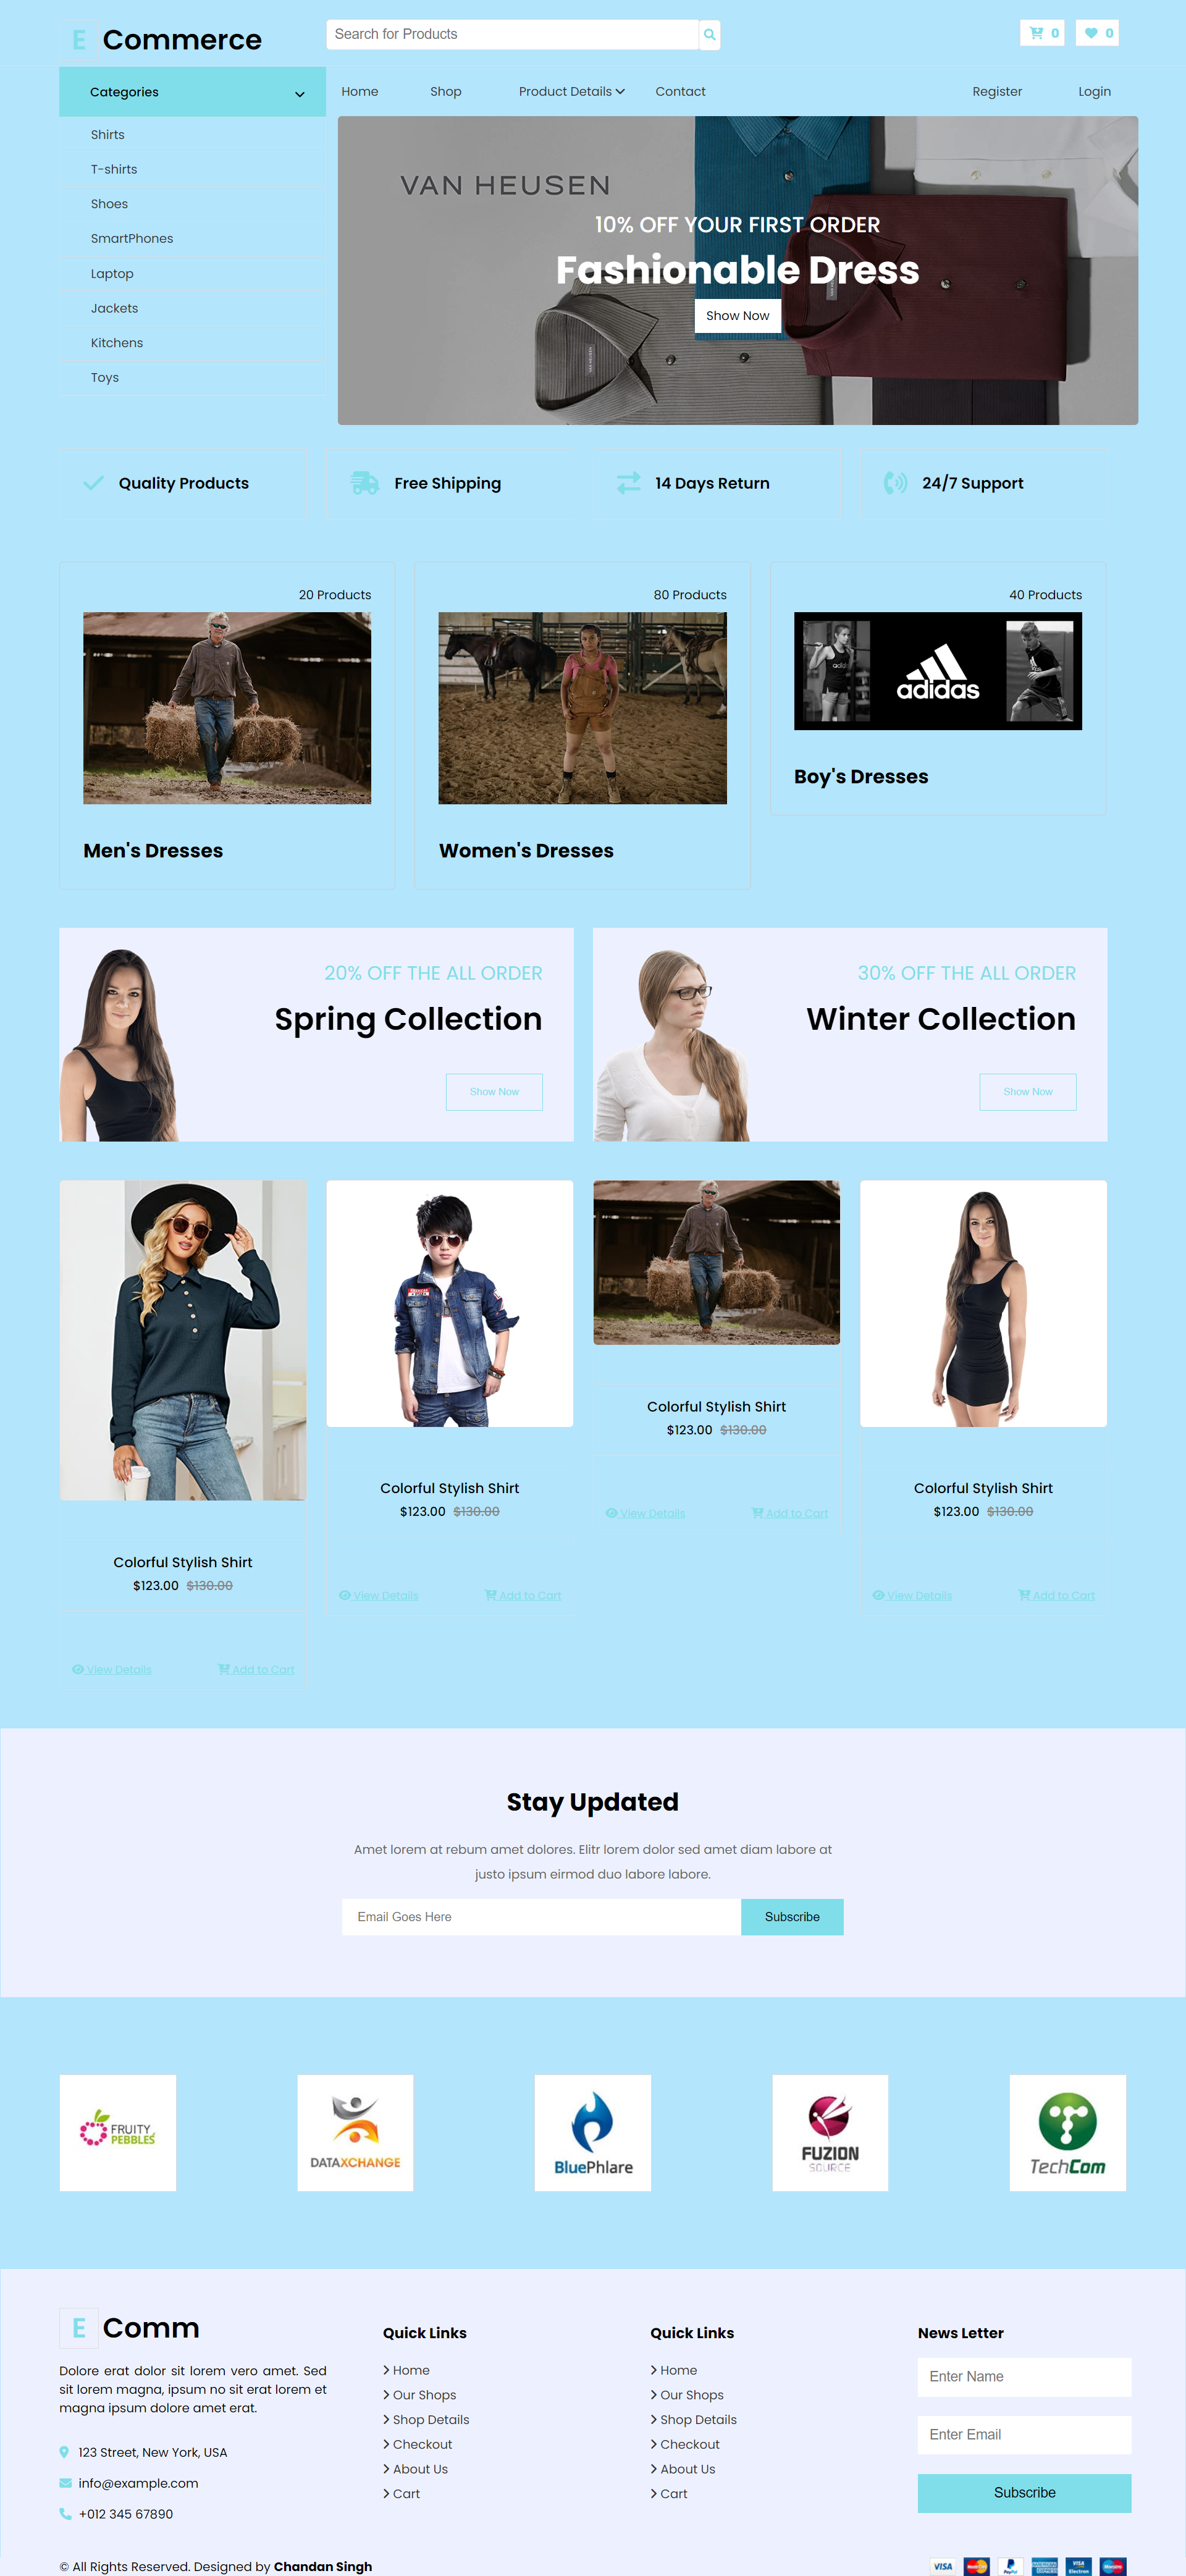 E Commerce
Search for Products
0 0
Categories
Home Shop Product Details Contact Register Login
Shirts
T-shirts
Shoes
SmartPhones
Laptop
Jackets
Kitchens
Toys
VAN HEUSEN
10% OFF YOUR FIRST ORDER
Fashionable Dress
Show Now
Quality Products
Free Shipping
14 Days Return
24/7 Support
20 Products
Men's Dresses
80 Products
Women's Dresses
40 Products
adidas
Boy's Dresses
20% OFF THE ALL ORDER
Spring Collection
Show Now
30% OFF THE ALL ORDER
Winter Collection
Show Now
Colorful Stylish Shirt
$123.00 $130.00
View Details Add to Cart
Colorful Stylish Shirt
$123.00 $130.00
View Details Add to Cart
Colorful Stylish Shirt
$123.00 $130.00
View Details Add to Cart
Colorful Stylish Shirt
$123.00 $130.00
View Details Add to Cart
Stay Updated
Amet lorem at rebum amet dolores. Elitr lorem dolor sed amet diam labore at
justo ipsum eirmod duo labore labore.
Email Goes Here
Subscribe
FRUITY
PEBBLES
DATAXCHANGE
BluePhlare
FUZION
SOURCE
TechCom
E Comm
Dolore erat dolor sit lorem vero amet. Sed
sit lorem magna, ipsum no sit erat lorem et
magna ipsum dolore amet erat.
123 Street, New York, USA
info@example.com
+012 345 67890
Quick Links
Home
Our Shops
Shop Details
Checkout
About Us
Cart
Quick Links
Home
Our Shops
Shop Details
Checkout
About Us
Cart
News Letter
Enter Name
Enter Email
Subscribe
© All Rights Reserved. Designed by Chandan Singh
VISA
PayPal
VISA
Electron